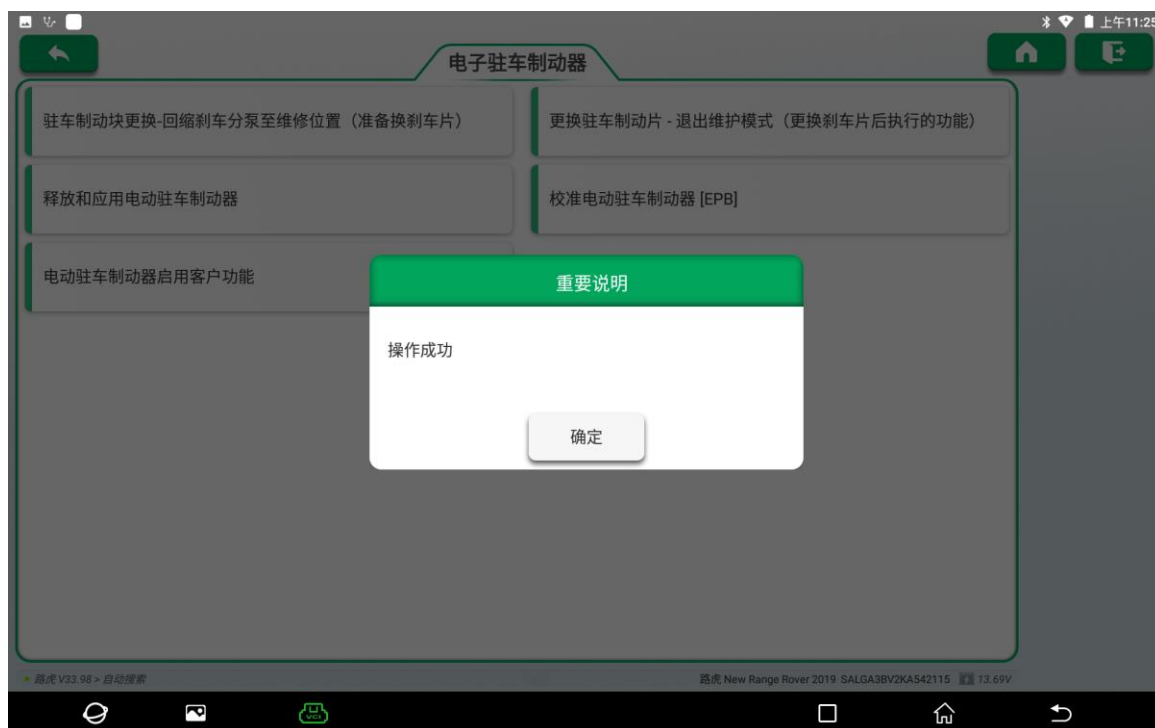 上午11:25
电子驻车制动器
驻车制动块更换-回缩刹车分泵至维修位置（准备换刹车片）
更换驻车制动片 - 退出维护模式（更换刹车片后执行的功能）
释放和应用电动驻车制动器
校准电动驻车制动器 [EPB]
电动驻车制动器启用客户功能
重要说明
操作成功
确定
路虎 V33.98 > 自动搜索
路虎 New Range Rover 2019 SALGA3BV2KA542115 13.69V
VCI